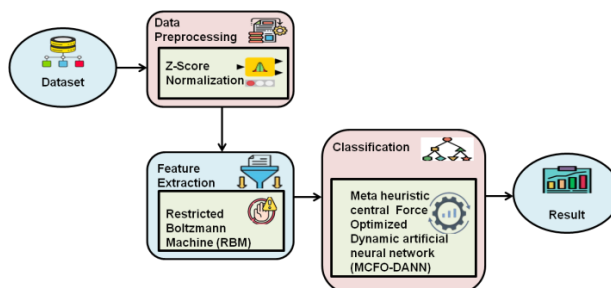 Dataset
Data
Preprocessing
Z-Score
Normalization
Feature
Extraction
Restricted
Boltzmann
Machine (RBM)
Classification
Meta heuristic
central Force
Optimized
Dynamic artificial
neural network
(MCFO-DANN)
Result